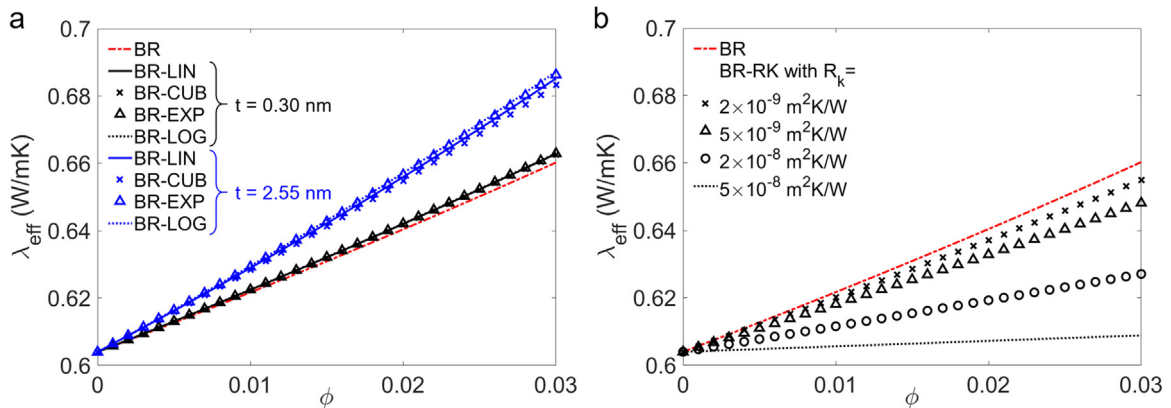 a
0.7
0.68
0.66
0.64
0.62
0.6
λeff (W/mK)
BR
BR-LIN
BR-CUB
BR-EXP
BR-LOG
t = 0.30 nm
BR-LIN
BR-CUB
BR-EXP
BR-LOG
t = 2.55 nm
0 0.01 0.02 0.03
ϕ
b
0.7
0.68
0.66
0.64
0.62
0.6
λeff (W/mK)
BR
BR-RK with Rk=
2×10⁻⁹ m²K/W
5×10⁻⁹ m²K/W
2×10⁻⁸ m²K/W
5×10⁻⁸ m²K/W
0 0.01 0.02 0.03
ϕ